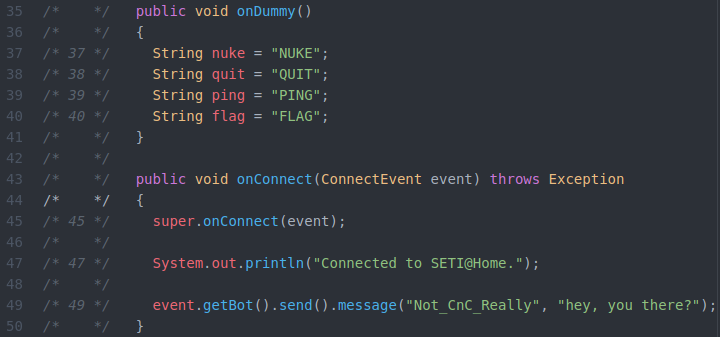 35 /*    */   public void onDummy()
36 /*    */   {
37 /* 37 */     String nuke = "NUKE";
38 /* 38 */     String quit = "QUIT";
39 /* 39 */     String ping = "PING";
40 /* 40 */     String flag = "FLAG";
41 /*    */   }
42 /*    */
43 /*    */   public void onConnect(ConnectEvent event) throws Exception
44 /*    */   {
45 /* 45 */     super.onConnect(event);
46 /*    */
47 /* 47 */     System.out.println("Connected to SETI@Home.");
48 /*    */
49 /* 49 */     event.getBot().send().message("Not_CnC_Really", "hey, you there?");
50 /*    */   }